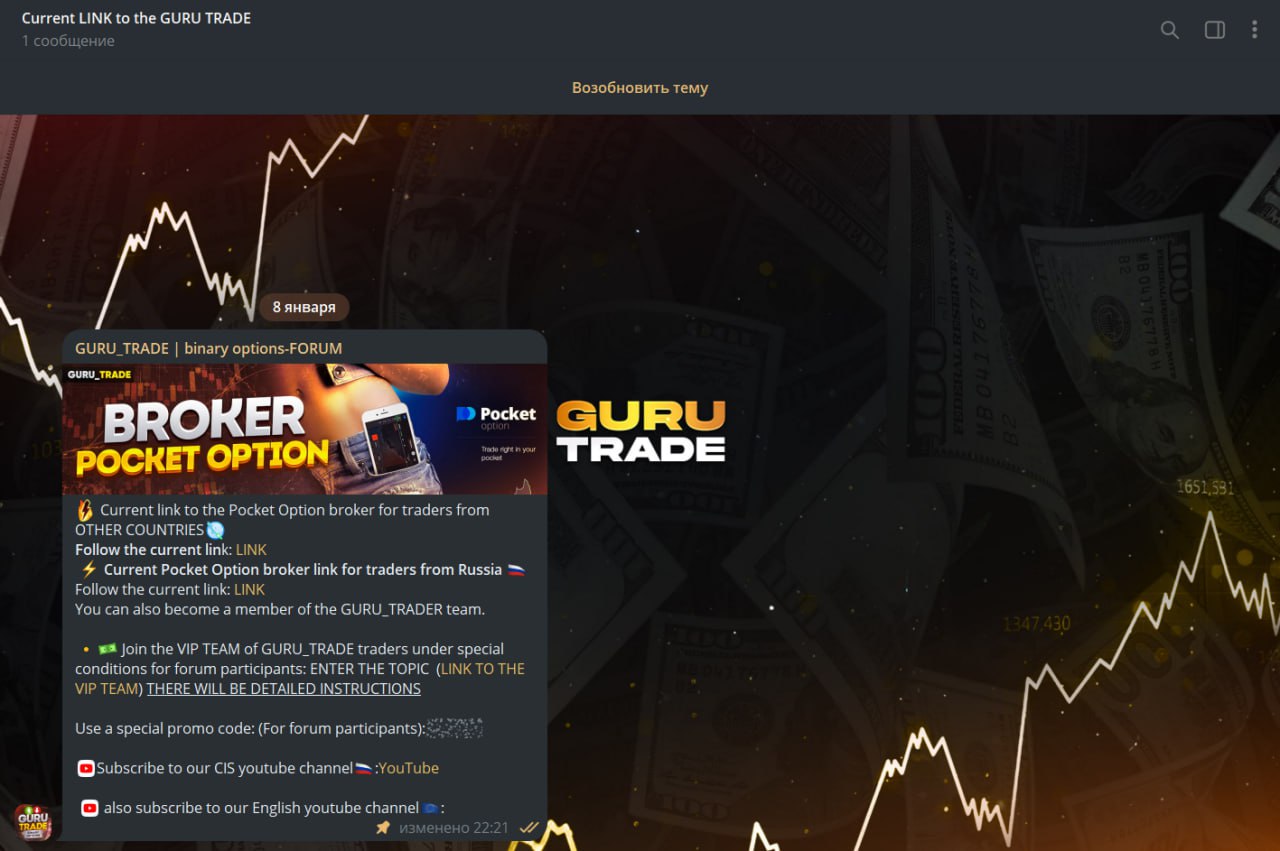 Current LINK to the GURU TRADE
1 сообщение
Возобновить тему
8 января
GURU_TRADE | binary options-FORUM
GURU_TRADE
BROKER
POCKET OPTION
Pocket
option
Trade right in your
pocket
GURU
TRADE
Current link to the Pocket Option broker for traders from
OTHER COUNTRIES
Follow the current link: LINK
⚡ Current Pocket Option broker link for traders from Russia 🇷🇺
Follow the current link: LINK
You can also become a member of the GURU_TRADER team.
🔸 💵 Join the VIP TEAM of GURU_TRADE traders under special
conditions for forum participants: ENTER THE TOPIC (LINK TO THE
VIP TEAM) THERE WILL BE DETAILED INSTRUCTIONS
Use a special promo code: (For forum participants):
Subscribe to our CIS youtube channel🇷🇺:YouTube
also subscribe to our English youtube channel 🇪🇺:
изменено 22:21
GURU
TRADE
1651,531
1347,430
100
FEDERAL RESERVE
MB04176778
B2